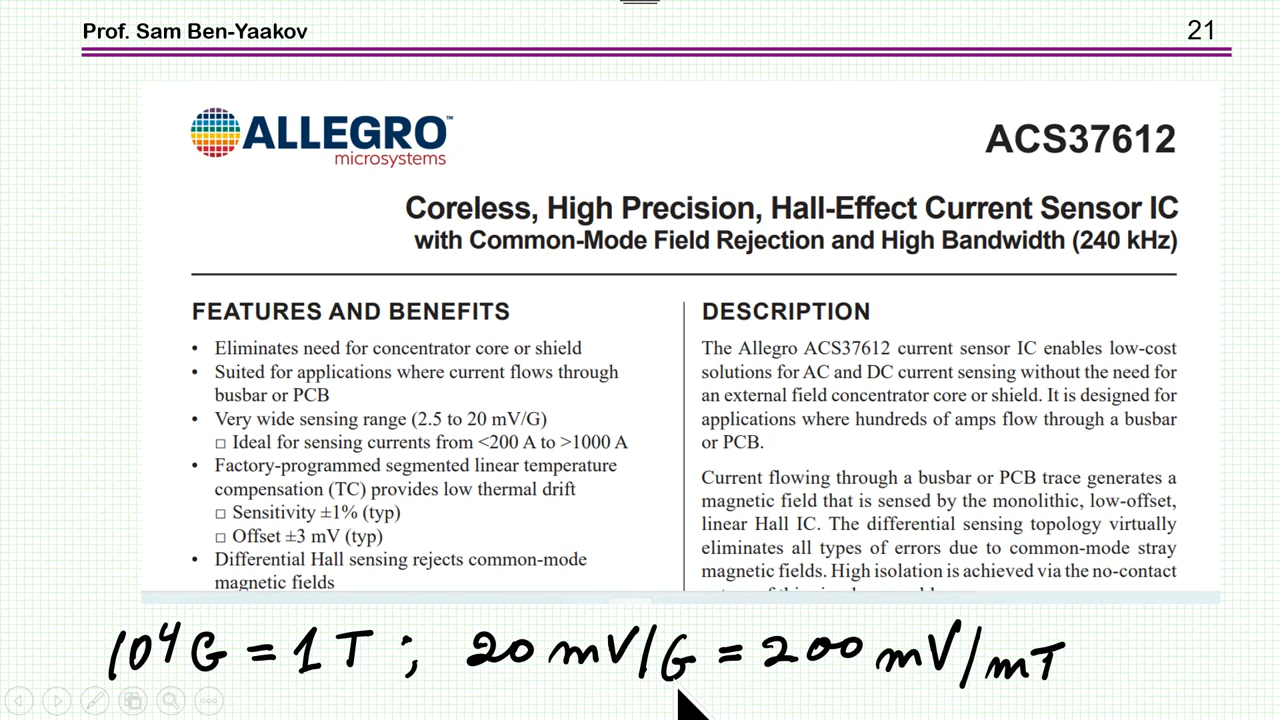 Prof. Sam Ben-Yaakov
21
ALLEGRO™
microsystems
ACS37612
Coreless, High Precision, Hall-Effect Current Sensor IC
with Common-Mode Field Rejection and High Bandwidth (240 kHz)
FEATURES AND BENEFITS
• Eliminates need for concentrator core or shield
• Suited for applications where current flows through
busbar or PCB
• Very wide sensing range (2.5 to 20 mV/G)
□ Ideal for sensing currents from <200 A to >1000 A
• Factory-programmed segmented linear temperature
compensation (TC) provides low thermal drift
□ Sensitivity ±1% (typ)
□ Offset ±3 mV (typ)
• Differential Hall sensing rejects common-mode
magnetic fields
DESCRIPTION
The Allegro ACS37612 current sensor IC enables low-cost
solutions for AC and DC current sensing without the need for
an external field concentrator core or shield. It is designed for
applications where hundreds of amps flow through a busbar
or PCB.
Current flowing through a busbar or PCB trace generates a
magnetic field that is sensed by the monolithic, low-offset,
linear Hall IC. The differential sensing topology virtually
eliminates all types of errors due to common-mode stray
magnetic fields. High isolation is achieved via the no-contact
10⁴G = 1T ; 20 mV/G = 200 mV/mT